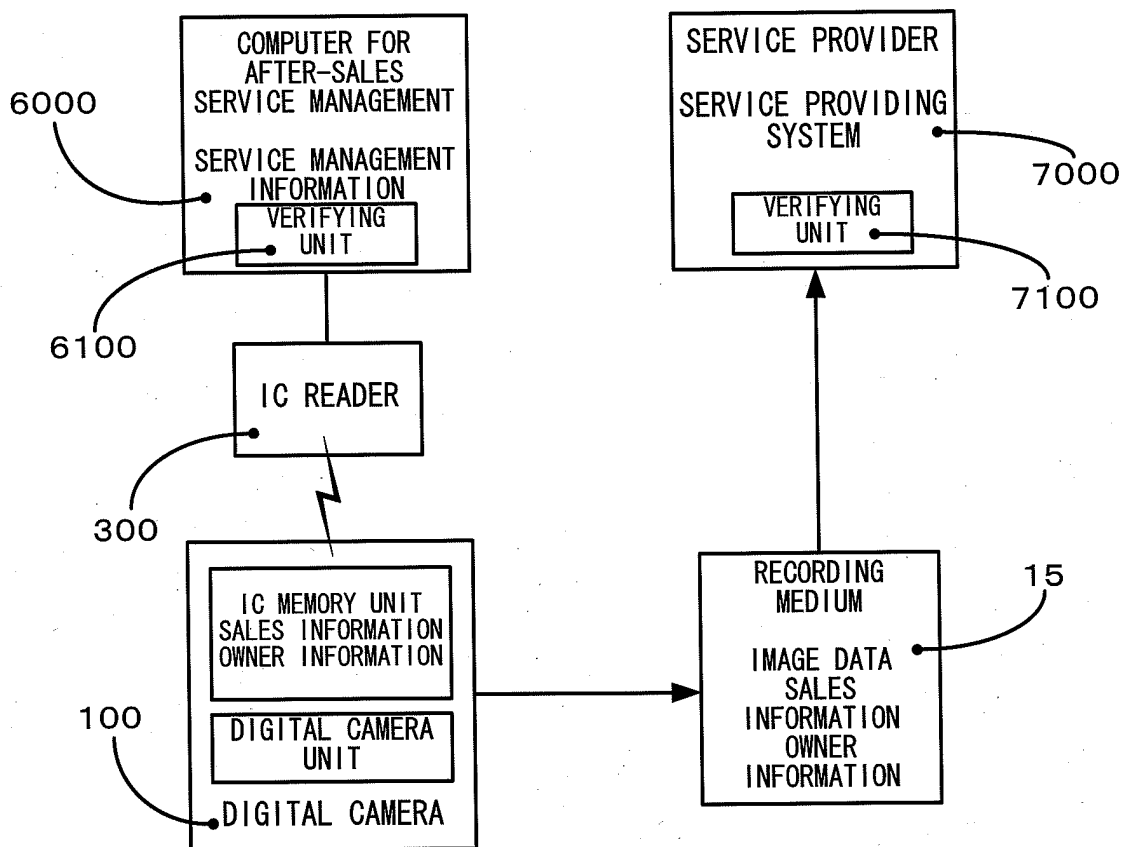 COMPUTER FOR
AFTER-SALES
SERVICE MANAGEMENT
SERVICE MANAGEMENT
INFORMATION
VERIFYING
UNIT
6000
6100
SERVICE PROVIDER
SERVICE PROVIDING
SYSTEM
VERIFYING
UNIT
7000
7100
IC READER
300
IC MEMORY UNIT
SALES INFORMATION
OWNER INFORMATION
DIGITAL CAMERA
UNIT
DIGITAL CAMERA
100
RECORDING
MEDIUM
IMAGE DATA
SALES
INFORMATION
OWNER
INFORMATION
15